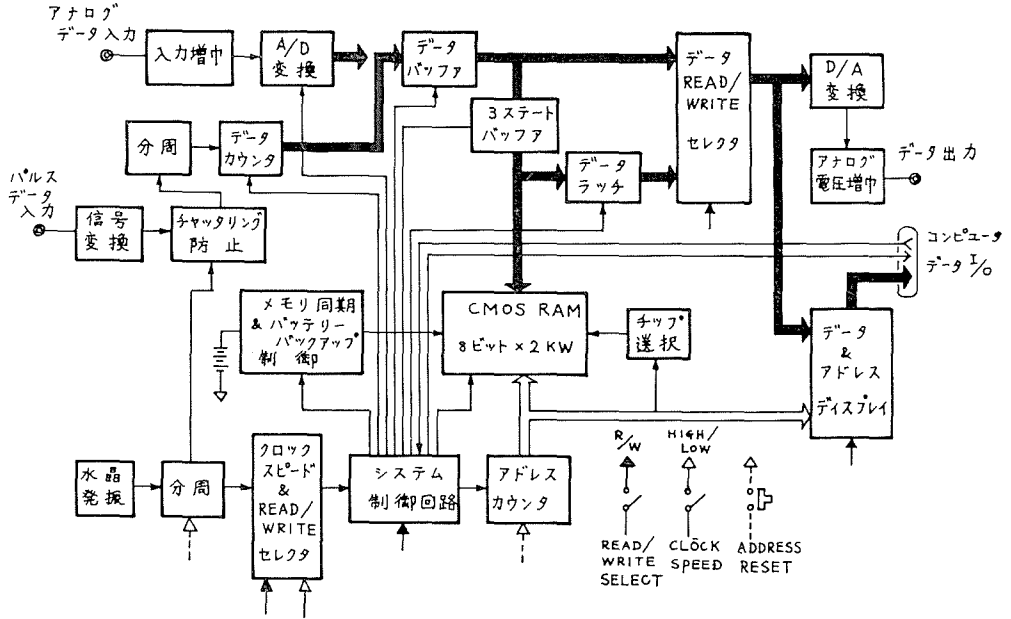 アナログ
データ入力
入力増巾
A/D
変換
データ
バッファ
データ
READ/
WRITE
セレクタ
D/A
変換
3ステート
バッファ
分周
データ
カウンタ
データ
ラッチ
アナログ
電圧増巾
データ出力
パルス
データ
入力
信号
変換
チャッタリング
防止
コンピュータ
データ I/O
メモリ同期
&バッテリー
バックアップ
制御
CMOS RAM
8ビット×2KW
チップ
選択
データ
&
アドレス
ディスプレイ
水晶
発振
分周
クロック
スピード
&
READ/
WRITE
セレクタ
システム
制御回路
アドレス
カウンタ
R/W
HIGH/
LOW
READ/
WRITE
SELECT
CLOCK
SPEED
ADDRESS
RESET